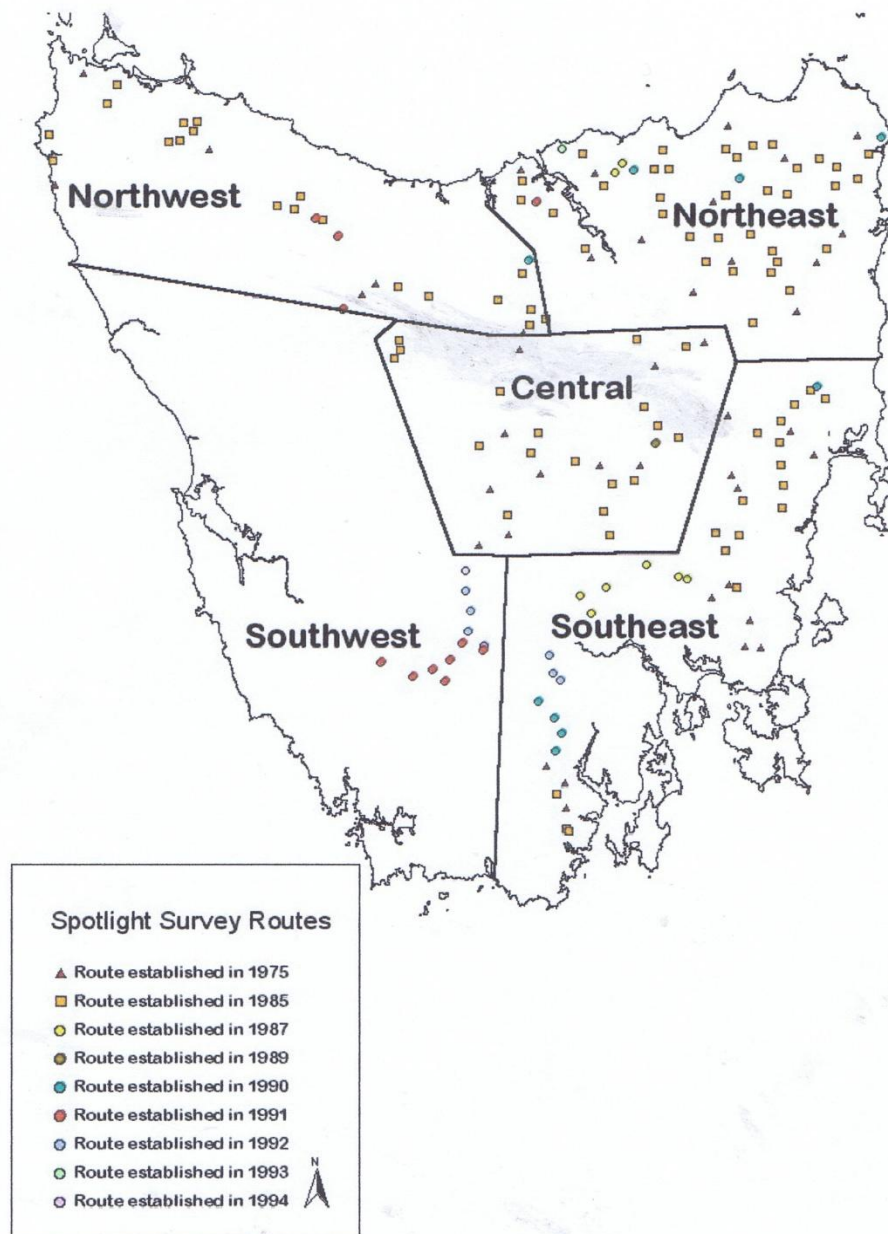 Northwest
Northeast
Central
Southwest
Southeast
Spotlight Survey Routes
Route established in 1975
Route established in 1985
Route established in 1987
Route established in 1989
Route established in 1990
Route established in 1991
Route established in 1992
Route established in 1993
Route established in 1994
N